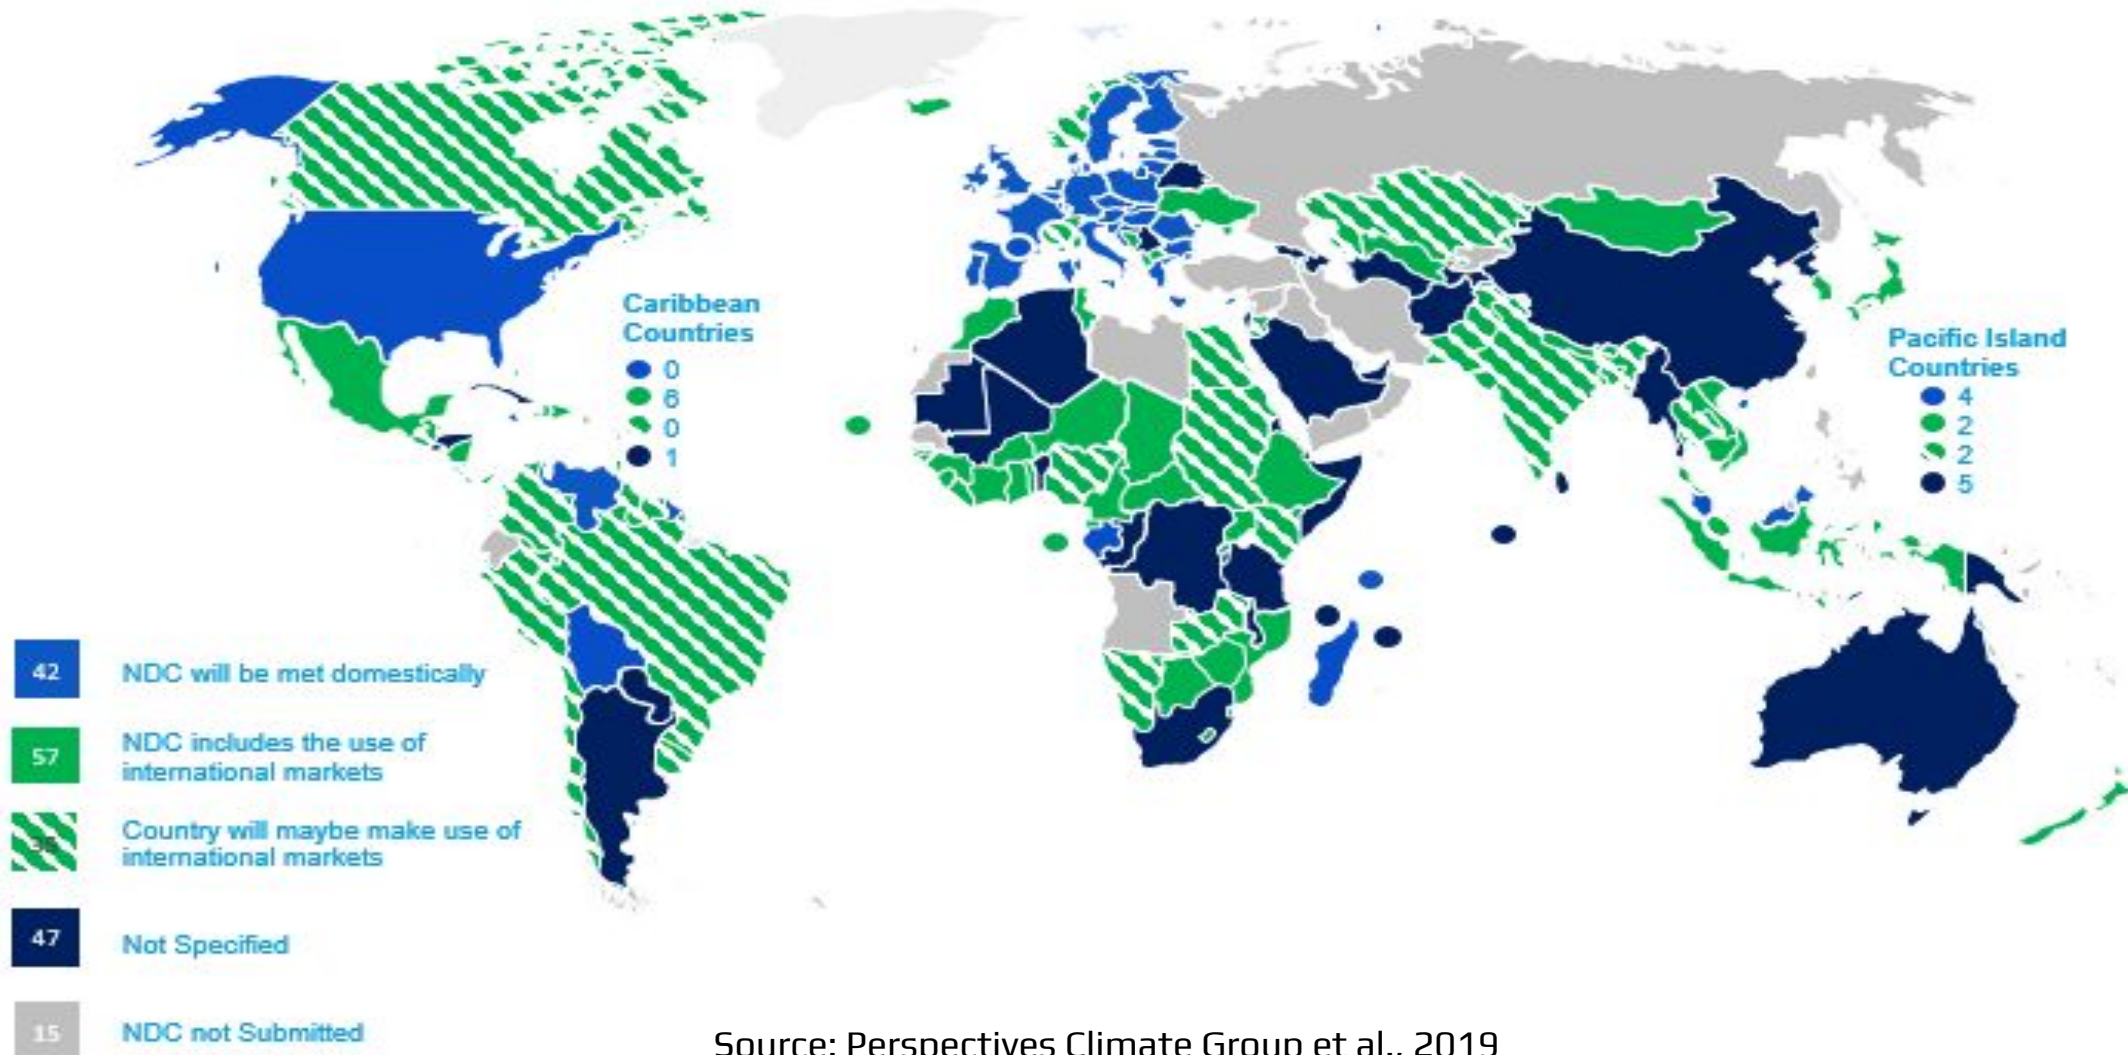 Caribbean
Countries
0
6
0
1
Pacific Island
Countries
4
2
2
5
42
NDC will be met domestically
57
NDC includes the use of
international markets
Country will maybe make use of
international markets
47
Not Specified
15
NDC not Submitted
Source: Perspectives Climate Group et al., 2019